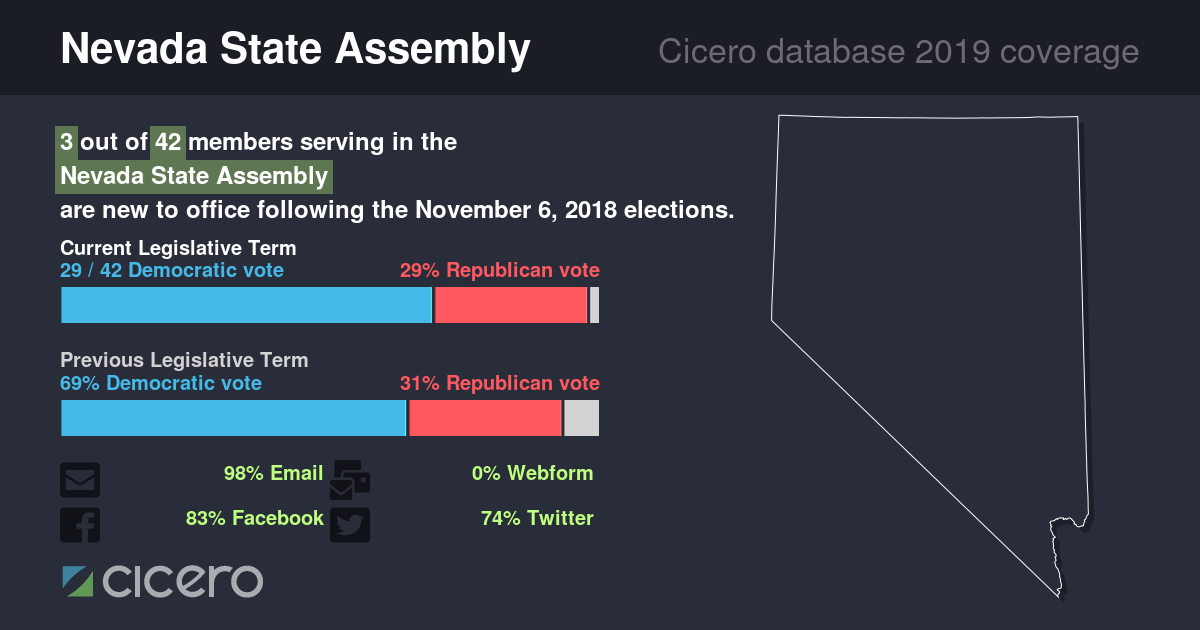 Nevada State Assembly
Cicero database 2019 coverage
3 out of 42 members serving in the
Nevada State Assembly
are new to office following the November 6, 2018 elections.
Current Legislative Term
29 / 42 Democratic vote
29% Republican vote
Previous Legislative Term
69% Democratic vote
31% Republican vote
98% Email
0% Webform
83% Facebook
74% Twitter
cicero